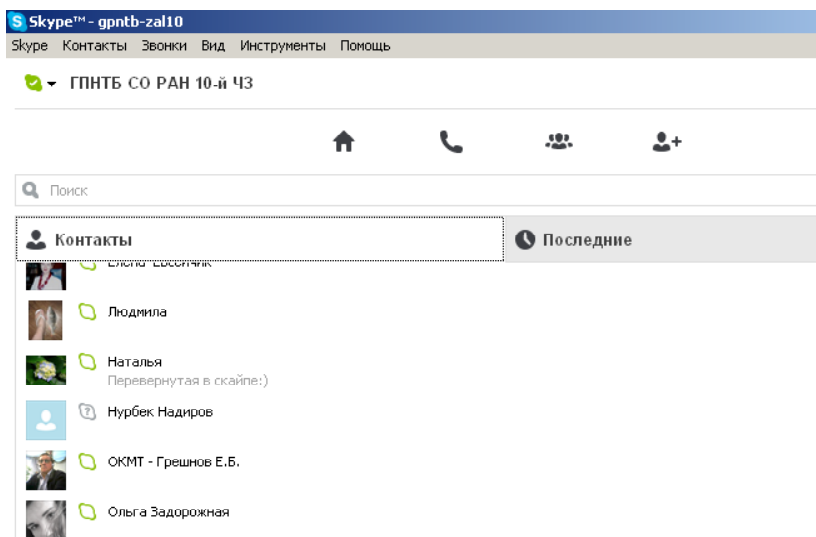 Skype™ - gpntb-zal10
Skype Контакты Звонки Вид Инструменты Помощь
ГПНТБ СО РАН 10-й ЧЗ
Поиск
Контакты Последние
Людмила
Наталья
Перевернутая в скайпе:)
Нурбек Надиров
ОКМТ - Грешнов Е.Б.
Ольга Задорожная